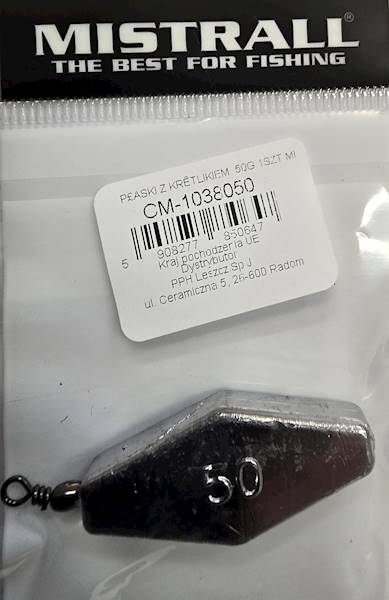 MISTRALL®
THE BEST FOR FISHING
PŁASKI Z KRĘTLIKIEM 50G 1SZT MI
CM-1038050
5 908277 850647
Kraj pochodzenia UE
Dystrybutor
PPH Leszcz Sp J
ul. Ceramiczna 5, 26-600 Radom
50